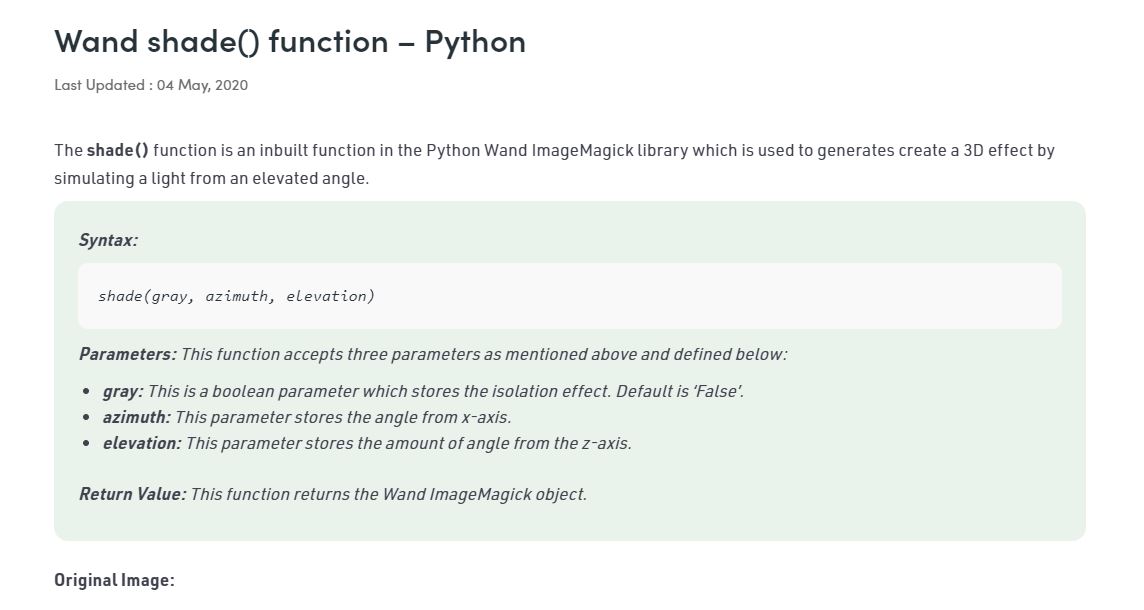 Wand shade() function – Python
Last Updated : 04 May, 2020
The shade() function is an inbuilt function in the Python Wand ImageMagick library which is used to generates create a 3D effect by
simulating a light from an elevated angle.
Syntax:
shade(gray, azimuth, elevation)
Parameters: This function accepts three parameters as mentioned above and defined below:
• gray: This is a boolean parameter which stores the isolation effect. Default is ‘False’.
• azimuth: This parameter stores the angle from x-axis.
• elevation: This parameter stores the amount of angle from the z-axis.
Return Value: This function returns the Wand ImageMagick object.
Original Image: